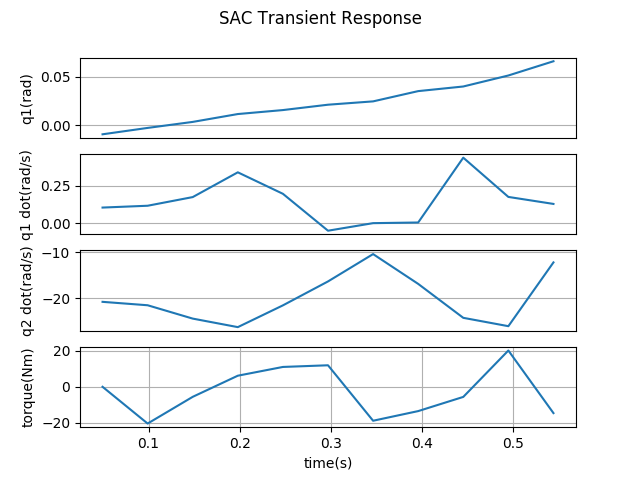 SAC Transient Response
q1(rad)
0.05
0.00
q1 dot(rad/s)
0.25
0.00
q2 dot(rad/s)
−10
−20
torque(Nm)
20
0
−20
0.1 0.2 0.3 0.4 0.5
time(s)